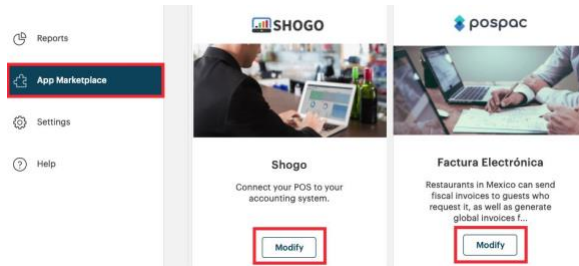 Reports
App Marketplace
Settings
Help
SHOGO
Shogo
Connect your POS to your
accounting system.
Modify
pospac
Factura Electrónica
Restaurants in Mexico can send
fiscal invoices to guests who
request it, as well as generate
global invoices f...
Modify